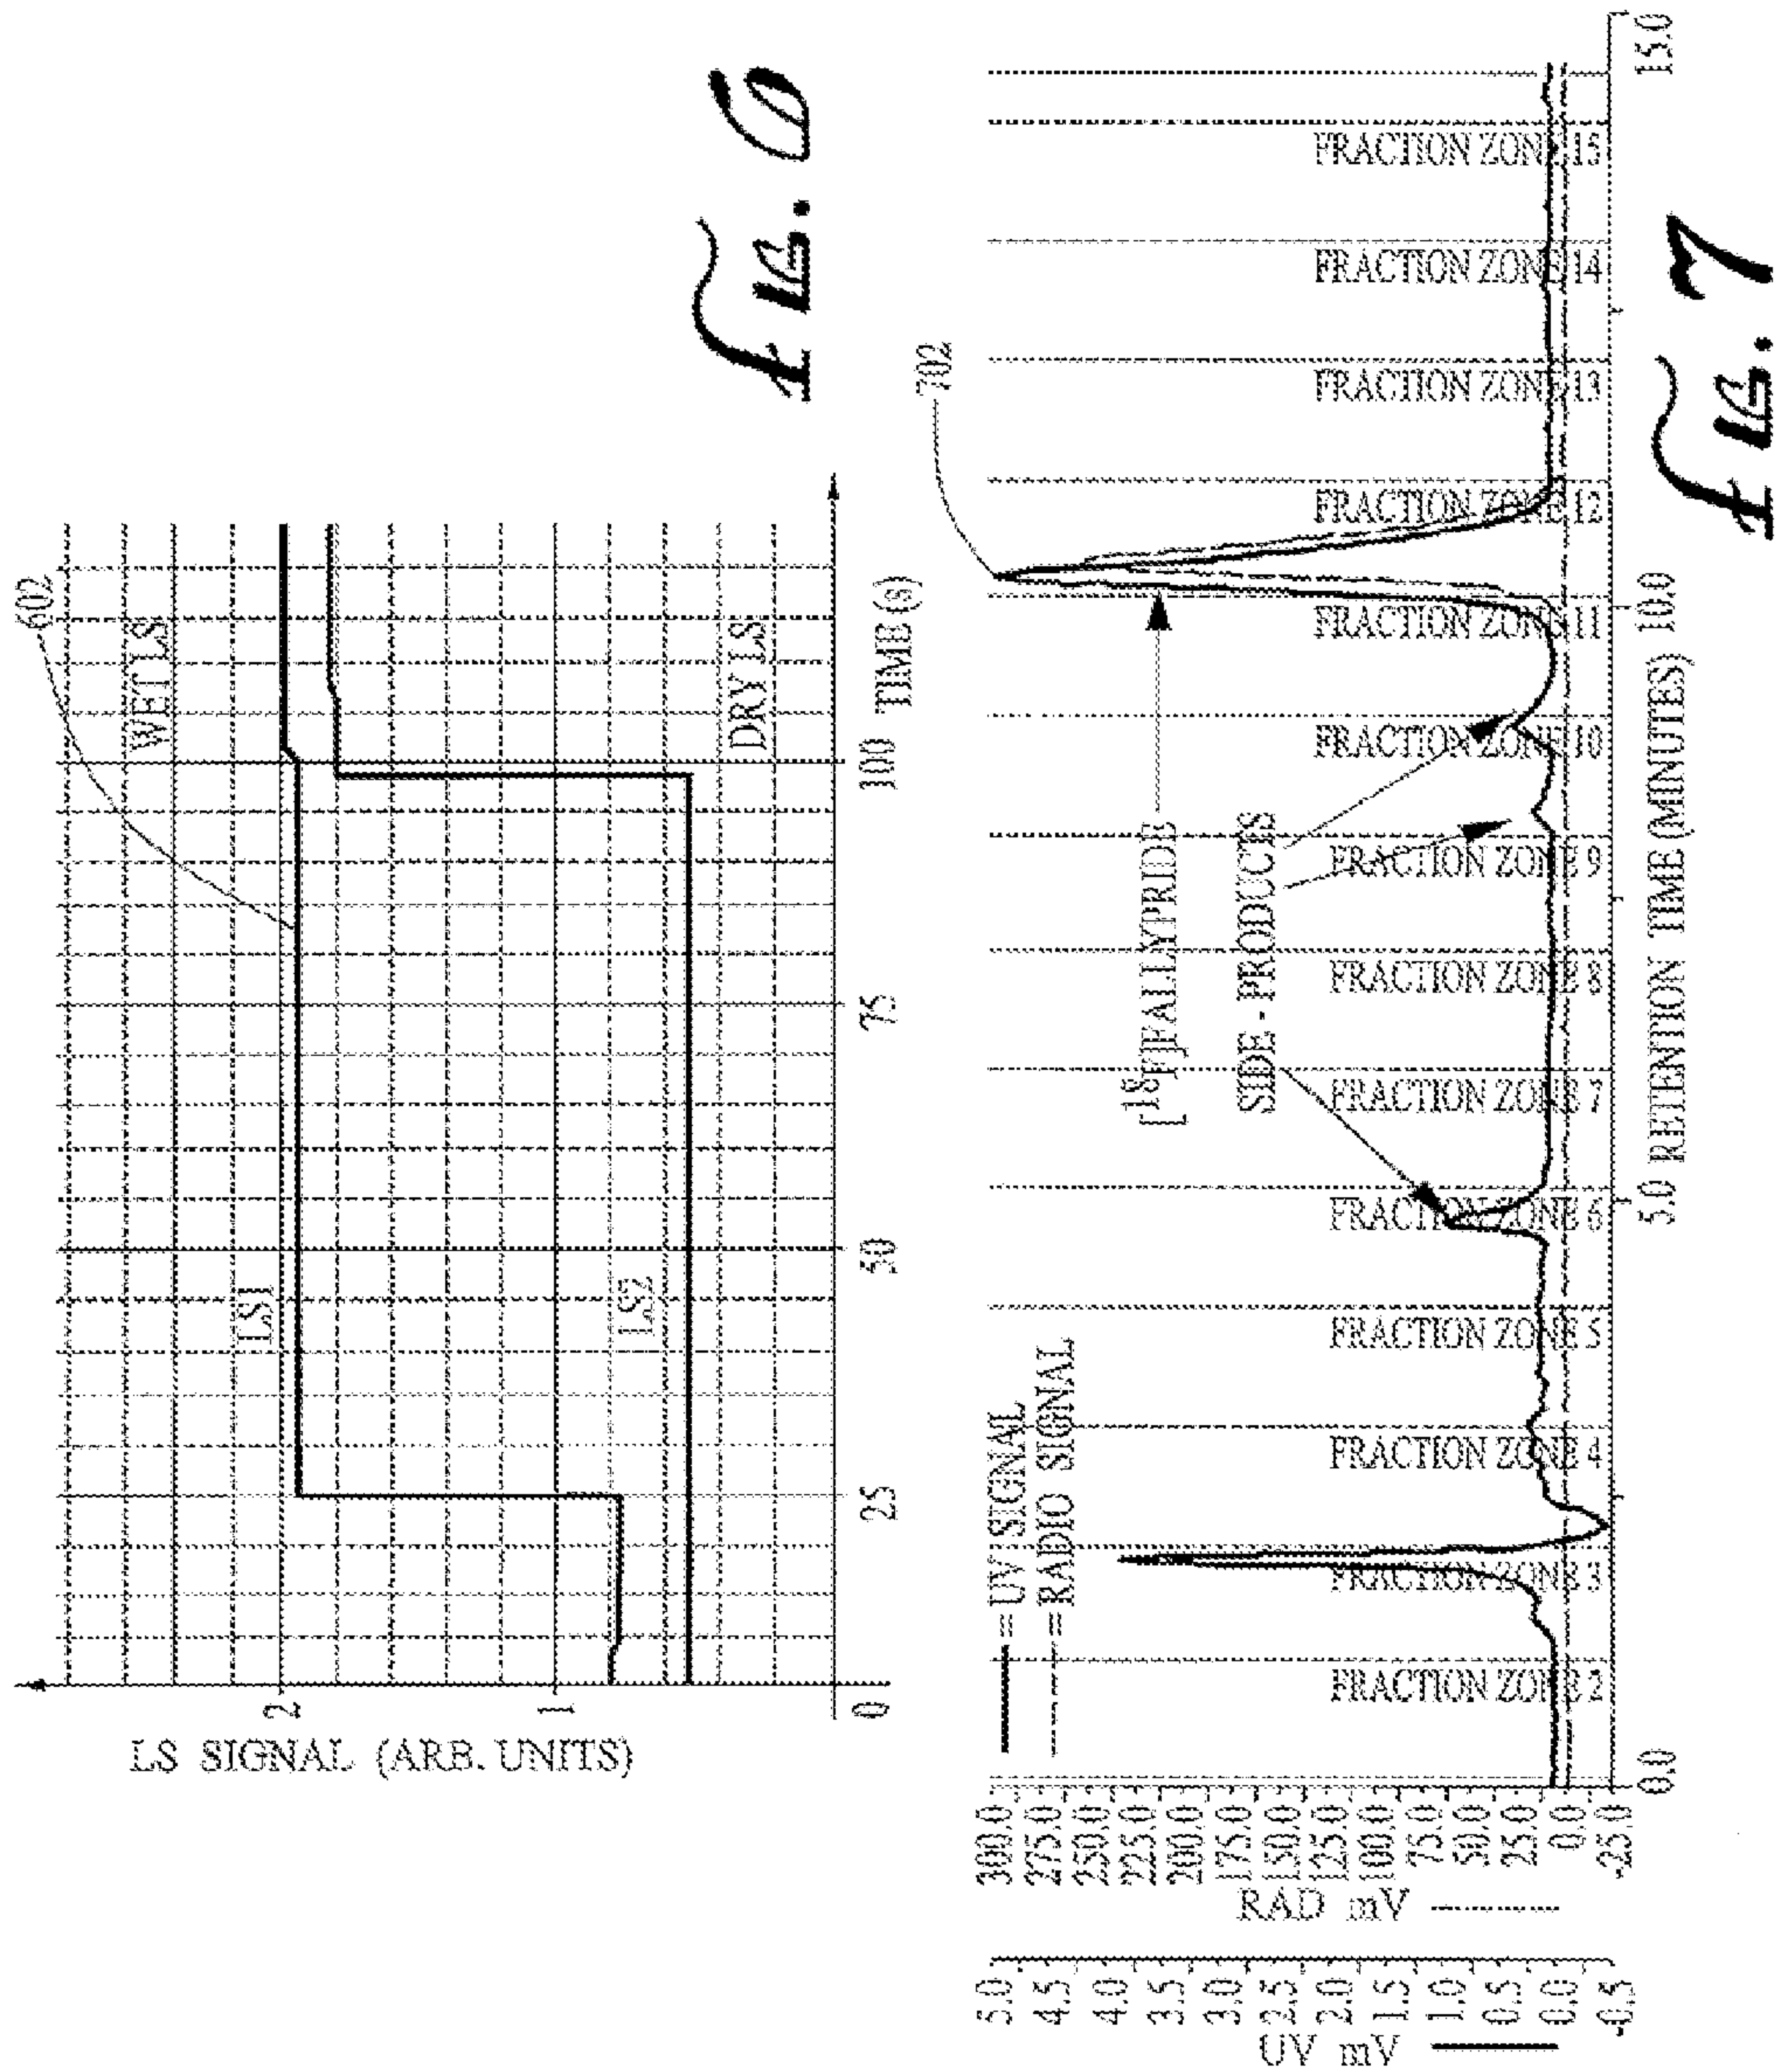 602
WET LS
LS1
LS2
DRY LS
2
1
0
25
50
75
100
TIME (s)
LS SIGNAL (ARB. UNITS)
Fig. 6
702
= UV SIGNAL
= RADIO SIGNAL
[18F]FALLYPRIDE
SIDE - PRODUCTS
FRACTION ZONE 2
FRACTION ZONE 3
FRACTION ZONE 4
FRACTION ZONE 5
FRACTION ZONE 6
FRACTION ZONE 7
FRACTION ZONE 8
FRACTION ZONE 9
FRACTION ZONE 10
FRACTION ZONE 11
FRACTION ZONE 12
FRACTION ZONE 13
FRACTION ZONE 14
FRACTION ZONE 15
5.0
4.5
4.0
3.5
3.0
2.5
2.0
1.5
1.0
0.5
0.0
-0.5
UV mV
300.0
275.0
250.0
225.0
200.0
175.0
150.0
125.0
100.0
75.0
50.0
25.0
0.0
-25.0
RAD mV
0.0
5.0
RETENTION TIME (MINUTES)
10.0
15.0
Fig. 7